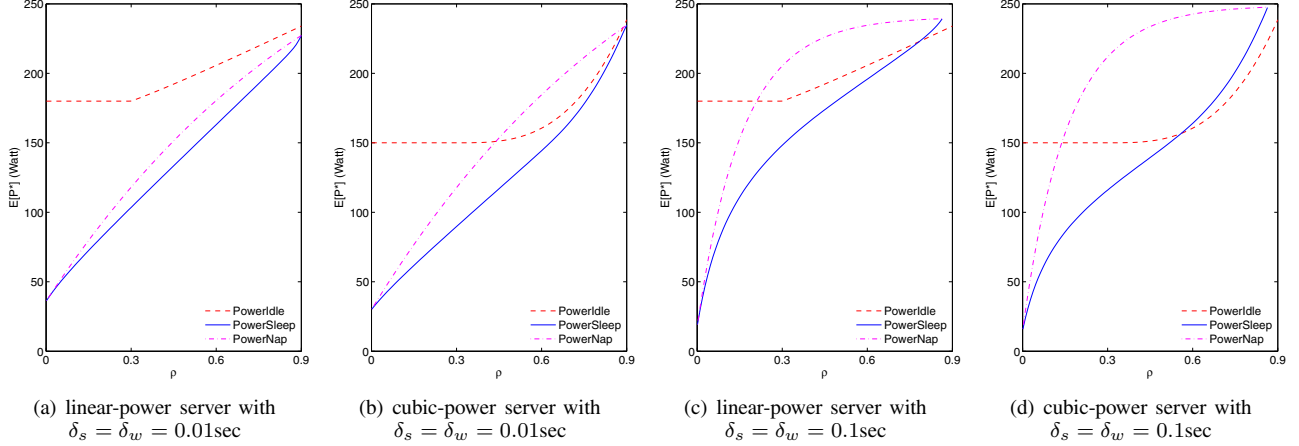 300
250
200
150
100
50
0
E[P*] (Watt)
0 0.3 0.6 0.9
ρ
PowerIdle
PowerSleep
PowerNap
(a) linear-power server with
δs = δw = 0.01sec
300
250
200
150
100
50
0
E[P*] (Watt)
0 0.3 0.6 0.9
ρ
PowerIdle
PowerSleep
PowerNap
(b) cubic-power server with
δs = δw = 0.01sec
250
200
150
100
50
0
E[P*] (Watt)
0 0.3 0.6 0.9
ρ
PowerIdle
PowerSleep
PowerNap
(c) linear-power server with
δs = δw = 0.1sec
250
200
150
100
50
0
E[P*] (Watt)
0 0.3 0.6 0.9
ρ
PowerIdle
PowerSleep
PowerNap
(d) cubic-power server with
δs = δw = 0.1sec